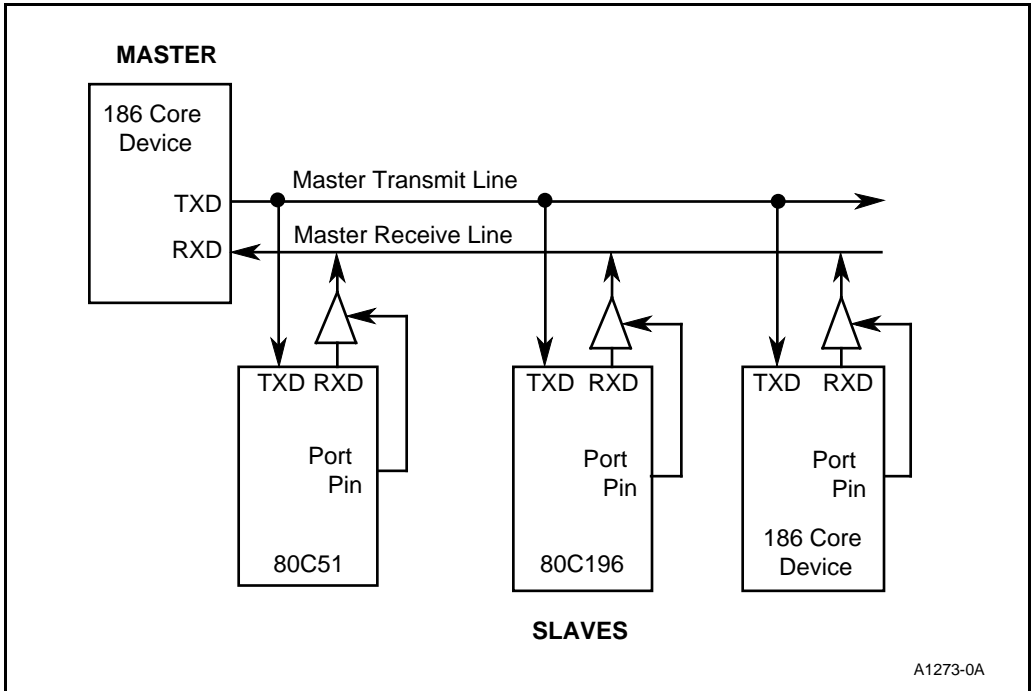 MASTER
186 Core
Device
TXD
RXD
Master Transmit Line
Master Receive Line
TXD RXD
Port
Pin
80C51
TXD RXD
Port
Pin
80C196
TXD RXD
Port
Pin
186 Core
Device
SLAVES
A1273-0A